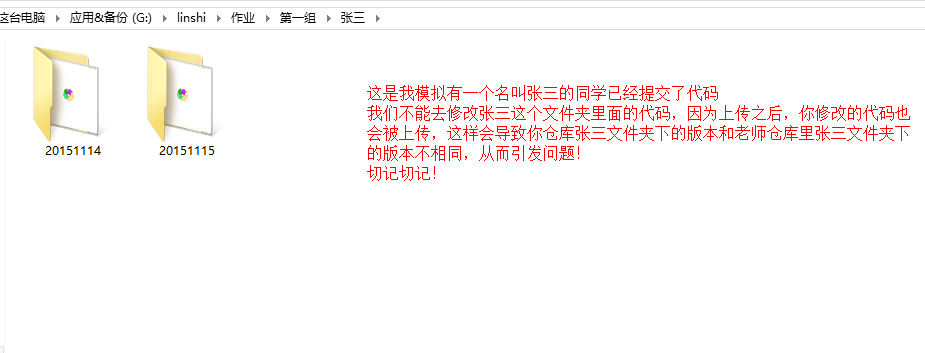 这台电脑 ▸ 应用&备份 (G:) ▸ linshi ▸ 作业 ▸ 第一组 ▸ 张三 ▸
这是我模拟有一个名叫张三的同学已经提交了代码
我们不能去修改张三这个文件夹里面的代码，因为上传之后，你修改的代码也
会被上传，这样会导致你仓库张三文件夹下的版本和老师仓库里张三文件夹下
的版本不相同，从而引发问题！
切记切记！
20151114 20151115